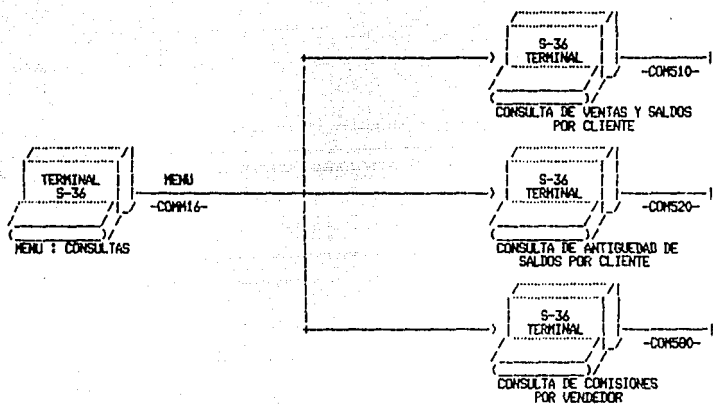 S-36
TERMINAL
-COM510-
CONSULTA DE VENTAS Y SALDOS
POR CLIENTE
TERMINAL
S-36
MENU
-COMM16-
MENU : CONSULTAS
S-36
TERMINAL
-COM520-
CONSULTA DE ANTIGUEDAD DE
SALDOS POR CLIENTE
S-36
TERMINAL
-COM580-
CONSULTA DE COMISIONES
POR VENDEDOR